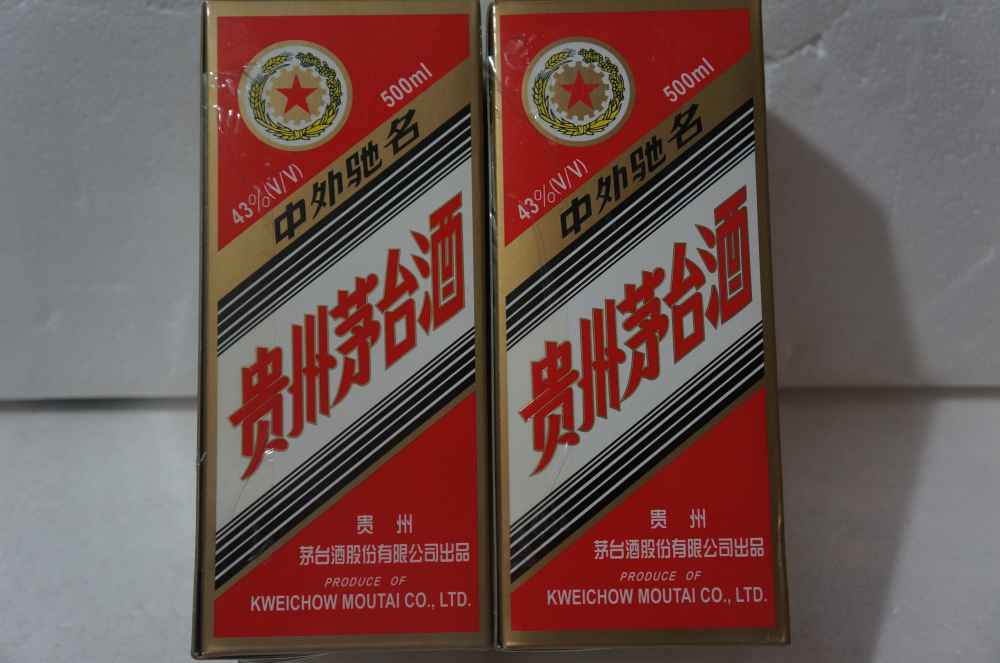 500ml
43%(V/V)
中外驰名
贵州茅台酒
贵 州
茅台酒股份有限公司出品
PRODUCE OF
KWEICHOW MOUTAI CO., LTD.
500ml
43%(V/V)
中外驰名
贵州茅台酒
贵 州
茅台酒股份有限公司出品
PRODUCE OF
KWEICHOW MOUTAI CO., LTD.